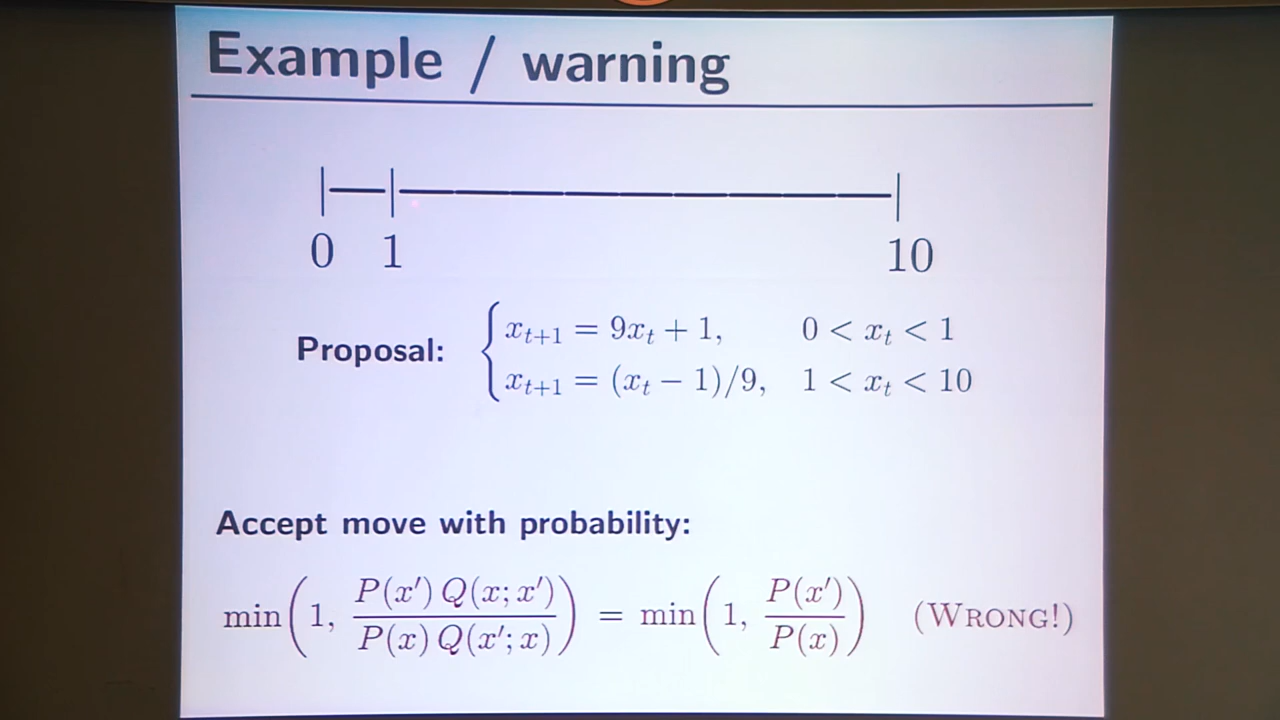 Example / warning
0 1 10
Proposal: { x_{t+1} = 9x_t + 1, 0 < x_t < 1
x_{t+1} = (x_t − 1)/9, 1 < x_t < 10
Accept move with probability:
min(1, P(x′) Q(x; x′) / P(x) Q(x′; x)) = min(1, P(x′) / P(x)) (WRONG!)